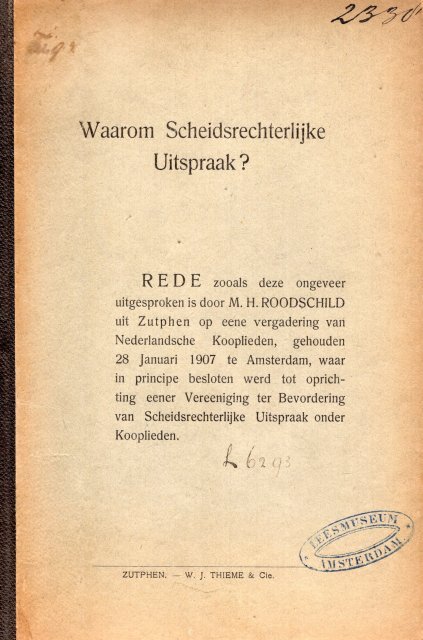 Waarom Scheidsrechterlijke
Uitspraak?
REDE zooals deze ongeveer
uitgesproken is door M. H. ROODSCHILD
uit Zutphen op eene vergadering van
Nederlandsche Kooplieden, gehouden
28 Januari 1907 te Amsterdam, waar
in principe besloten werd tot oprich-
ting eener Vereeniging ter Bevordering
van Scheidsrechterlijke Uitspraak onder
Kooplieden.
L 6293
LEESMUSEUM
AMSTERDAM
ZUTPHEN. — W. J. THIEME & Cie.